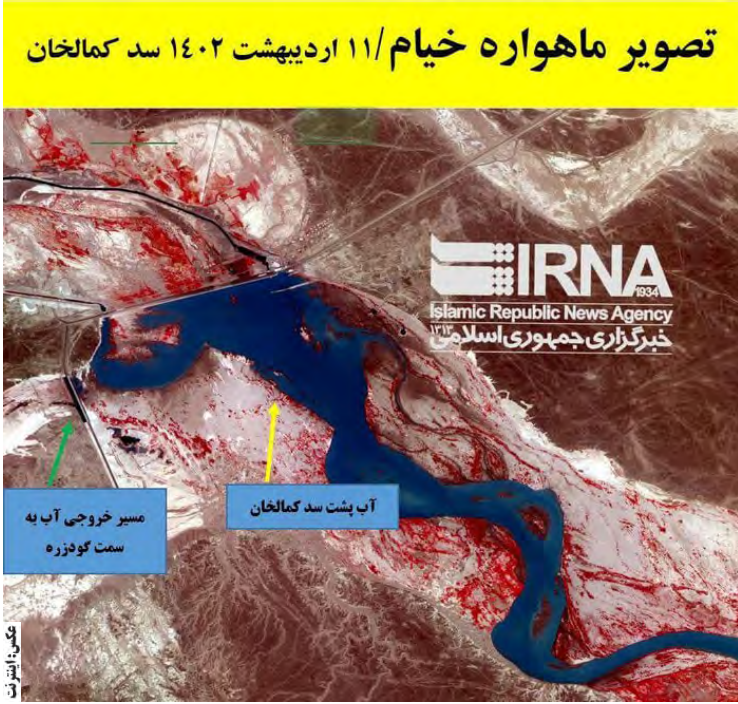 تصویر ماهواره خیام/۱۱ اردیبهشت ۱٤۰۲ سد کمالخان
IRNA
1934
Islamic Republic News Agency
۱۳۱۳
خبرگزاری جمهوری اسلامی
آب پشت سد کمالخان
مسیر خروجی آب به
سمت گودزره
عکس: اینترنت